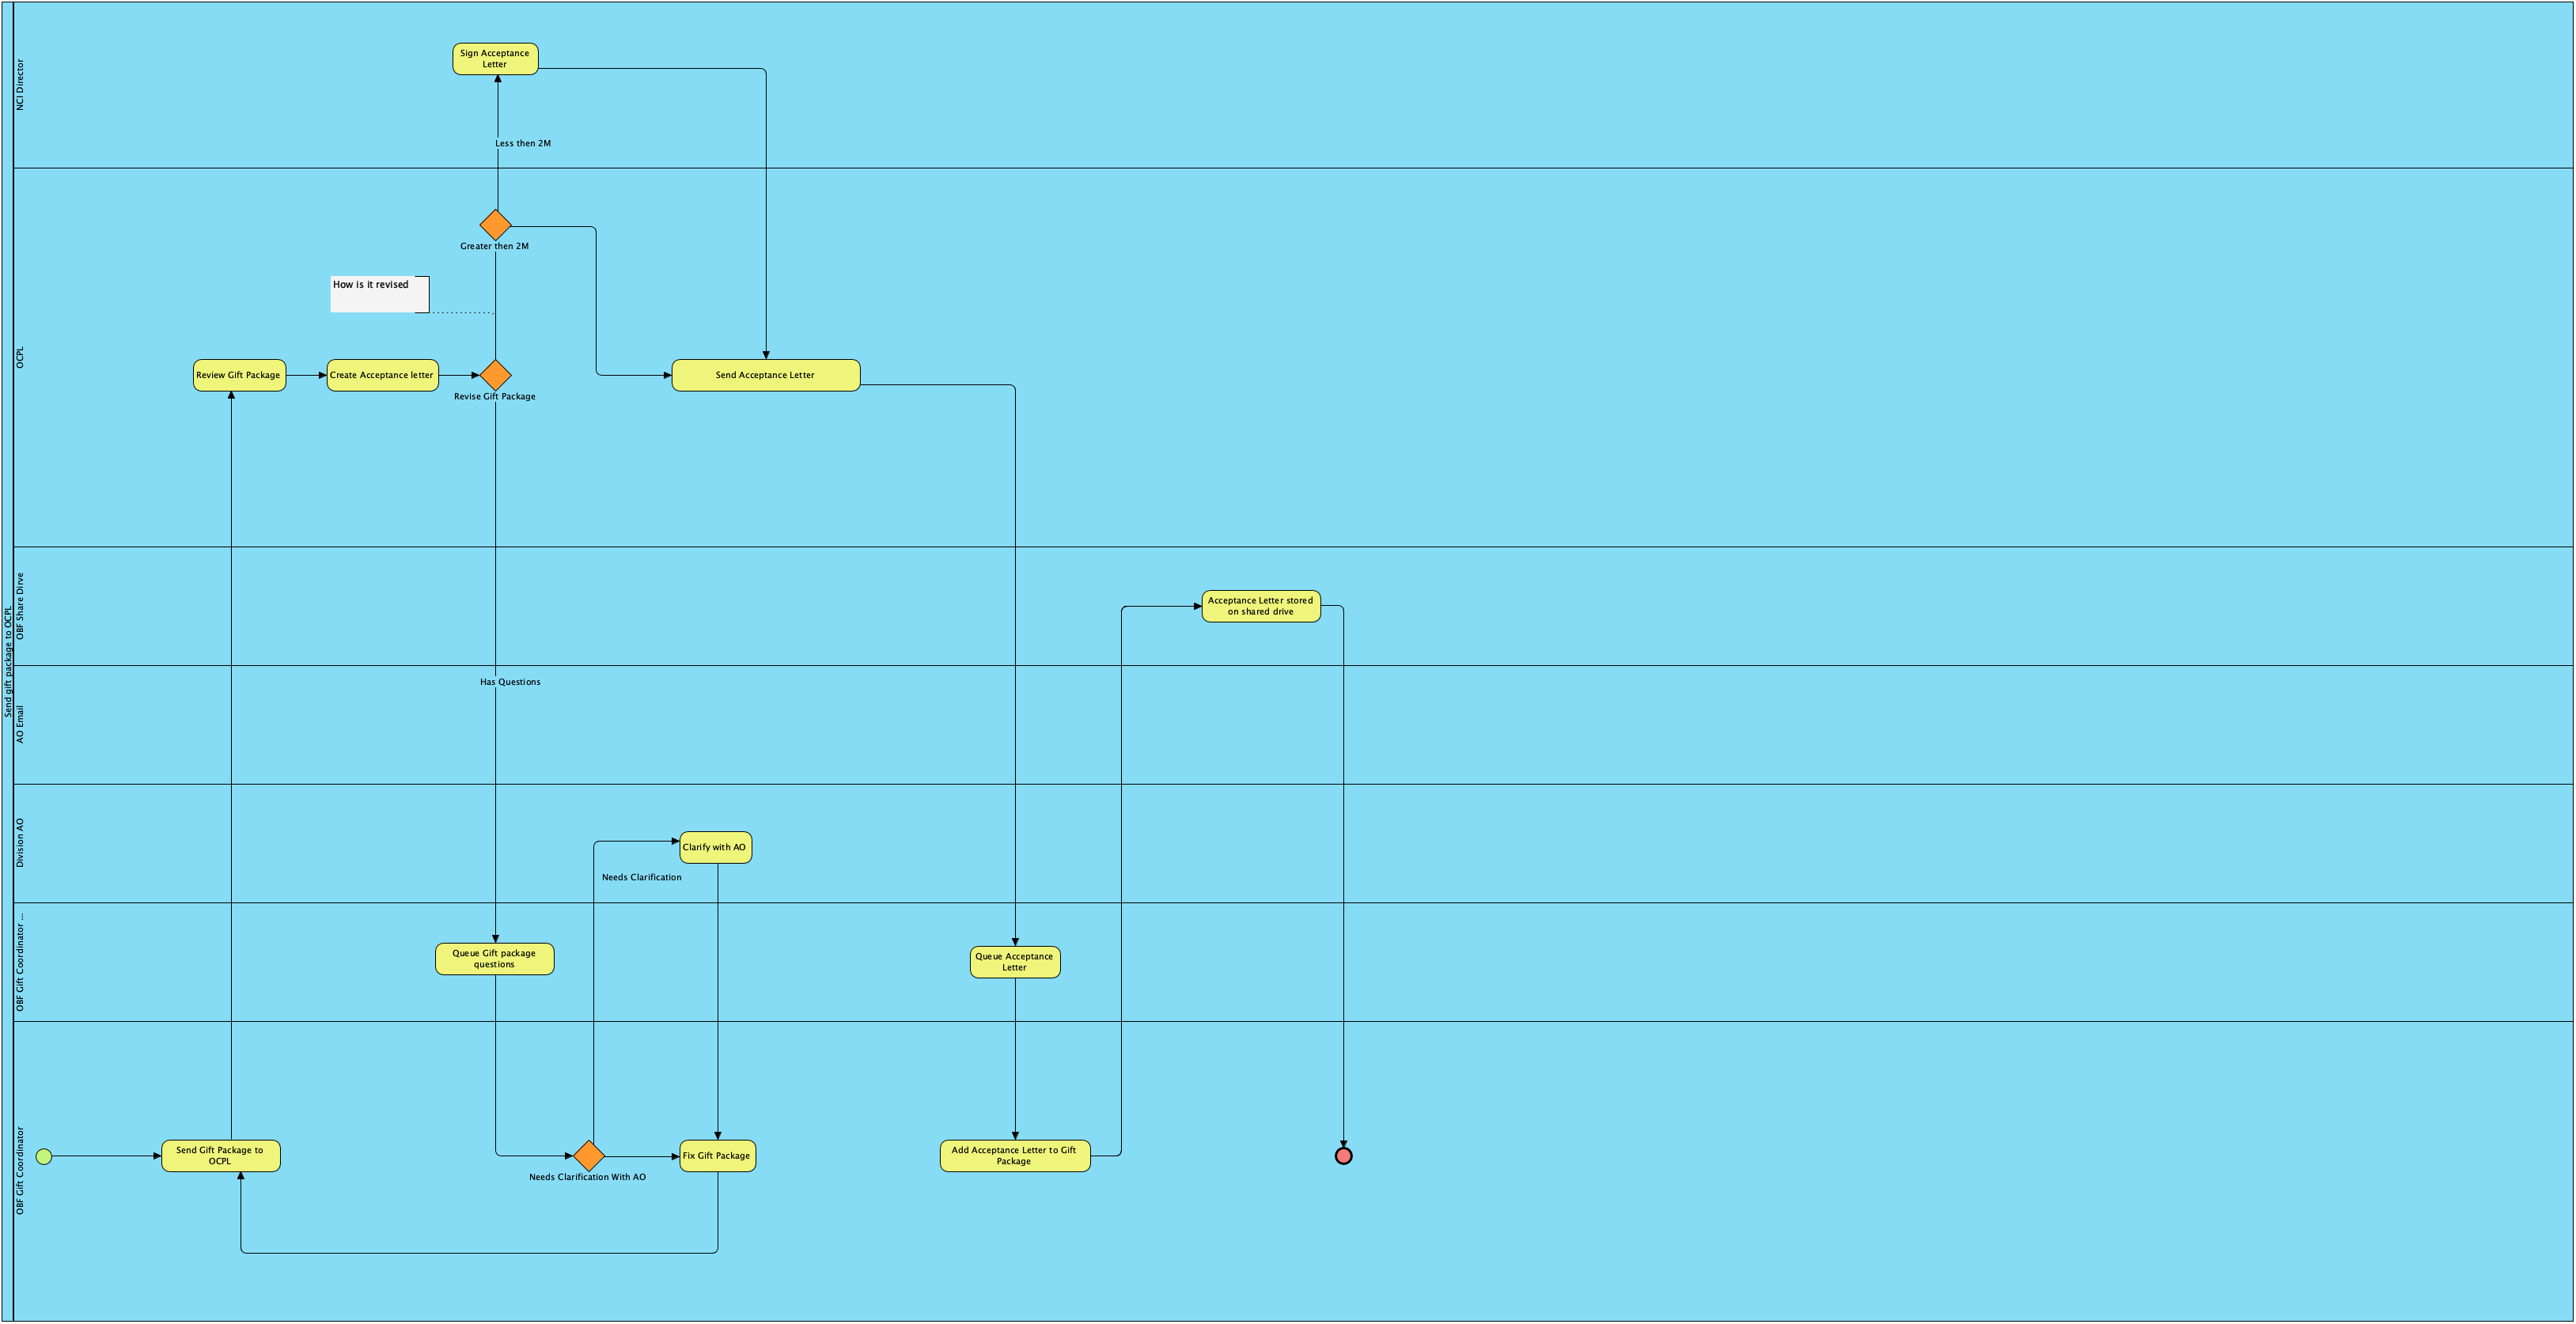 Send gift package to OCPL
NCI Director
Sign Acceptance
Letter
Less then 2M
OCPL
Greater then 2M
How is it revised
Review Gift Package
Create Acceptance letter
Revise Gift Package
Send Acceptance Letter
OBF Share Dirve
Acceptance Letter stored
on shared drive
AO Email
Has Questions
Division AO
Clarify with AO
Needs Clarification
OBF Gift Coordinator ...
Queue Gift package
questions
Queue Acceptance
Letter
OBF Gift Coordinator
Send Gift Package to
OCPL
Needs Clarification With AO
Fix Gift Package
Add Acceptance Letter to Gift
Package